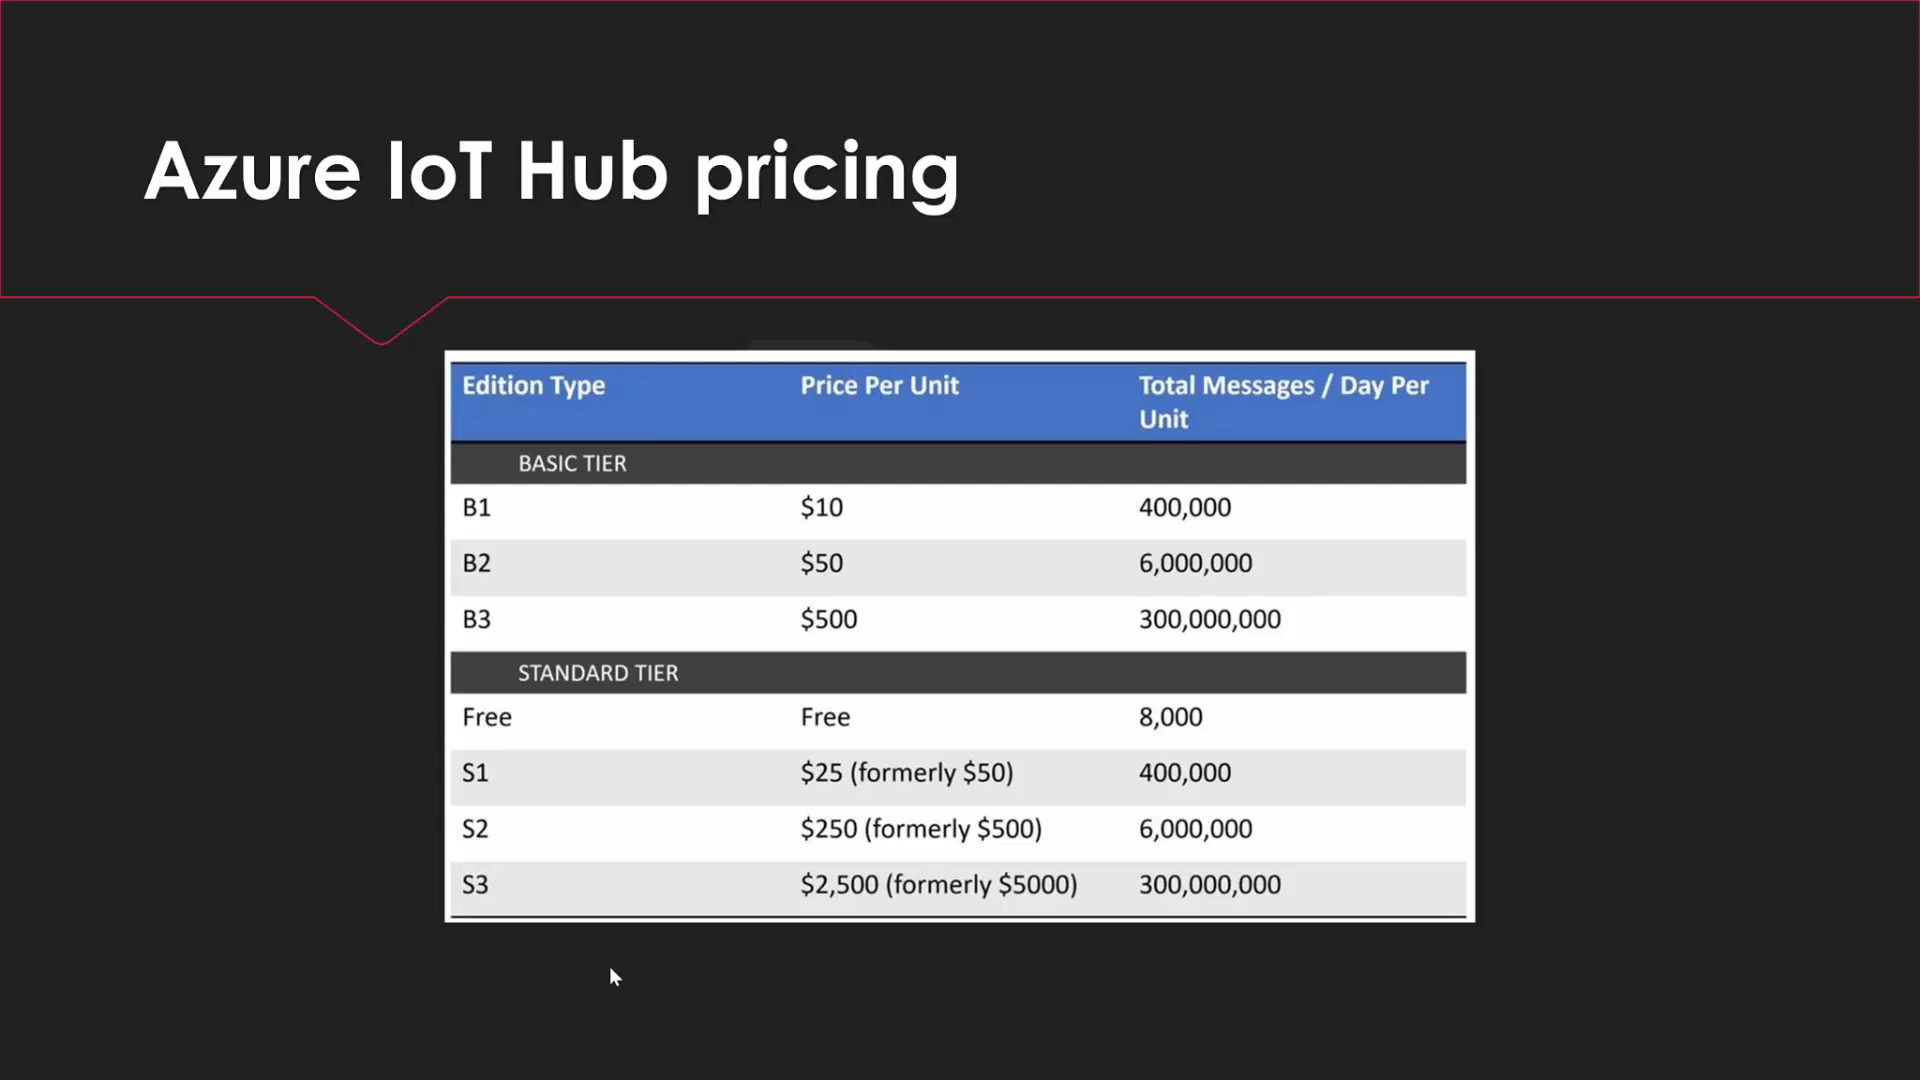 Azure IoT Hub pricing
Edition Type Price Per Unit Total Messages / Day Per
Unit
BASIC TIER
B1 $10 400,000
B2 $50 6,000,000
B3 $500 300,000,000
STANDARD TIER
Free Free 8,000
S1 $25 (formerly $50) 400,000
S2 $250 (formerly $500) 6,000,000
S3 $2,500 (formerly $5000) 300,000,000